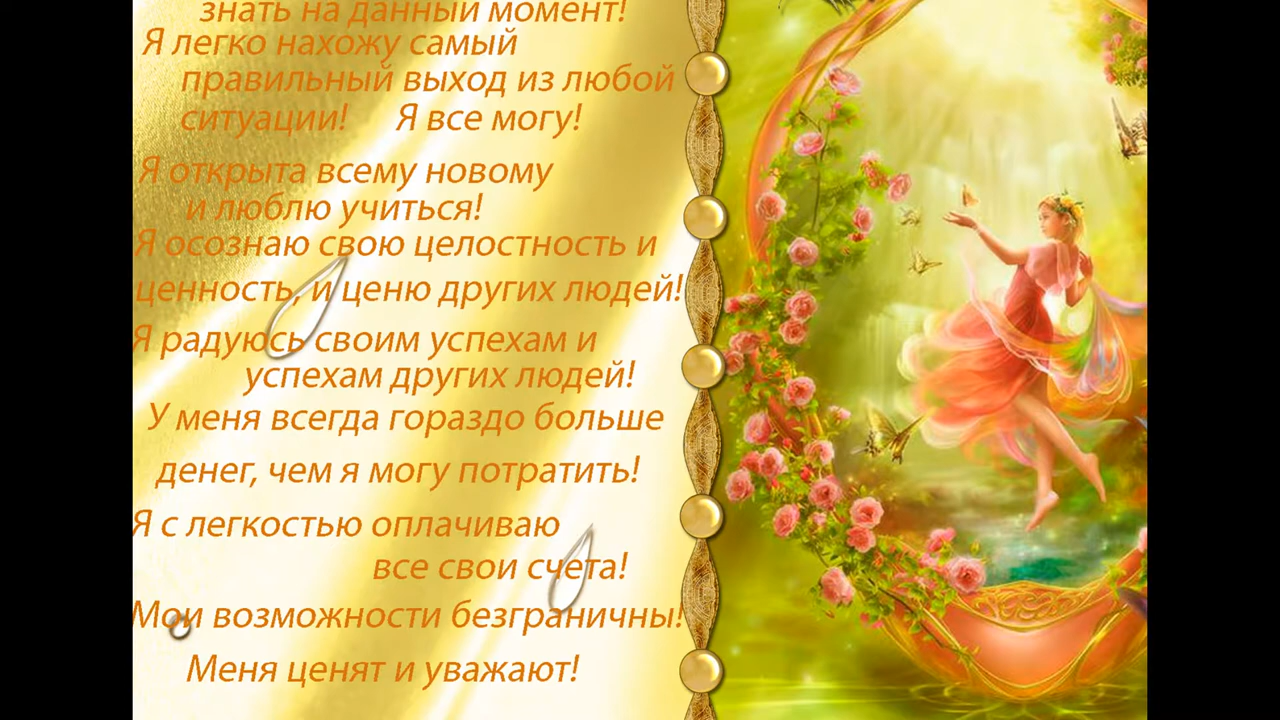 знать на данный момент!
Я легко нахожу самый
правильный выход из любой
ситуации! Я все могу!
Я открыта всему новому
и люблю учиться!
Я осознаю свою целостность и
ценность, и ценю других людей!
Я радуюсь своим успехам и
успехам других людей!
У меня всегда гораздо больше
денег, чем я могу потратить!
Я с легкостью оплачиваю
все свои счета!
Мои возможности безграничны!
Меня ценят и уважают!